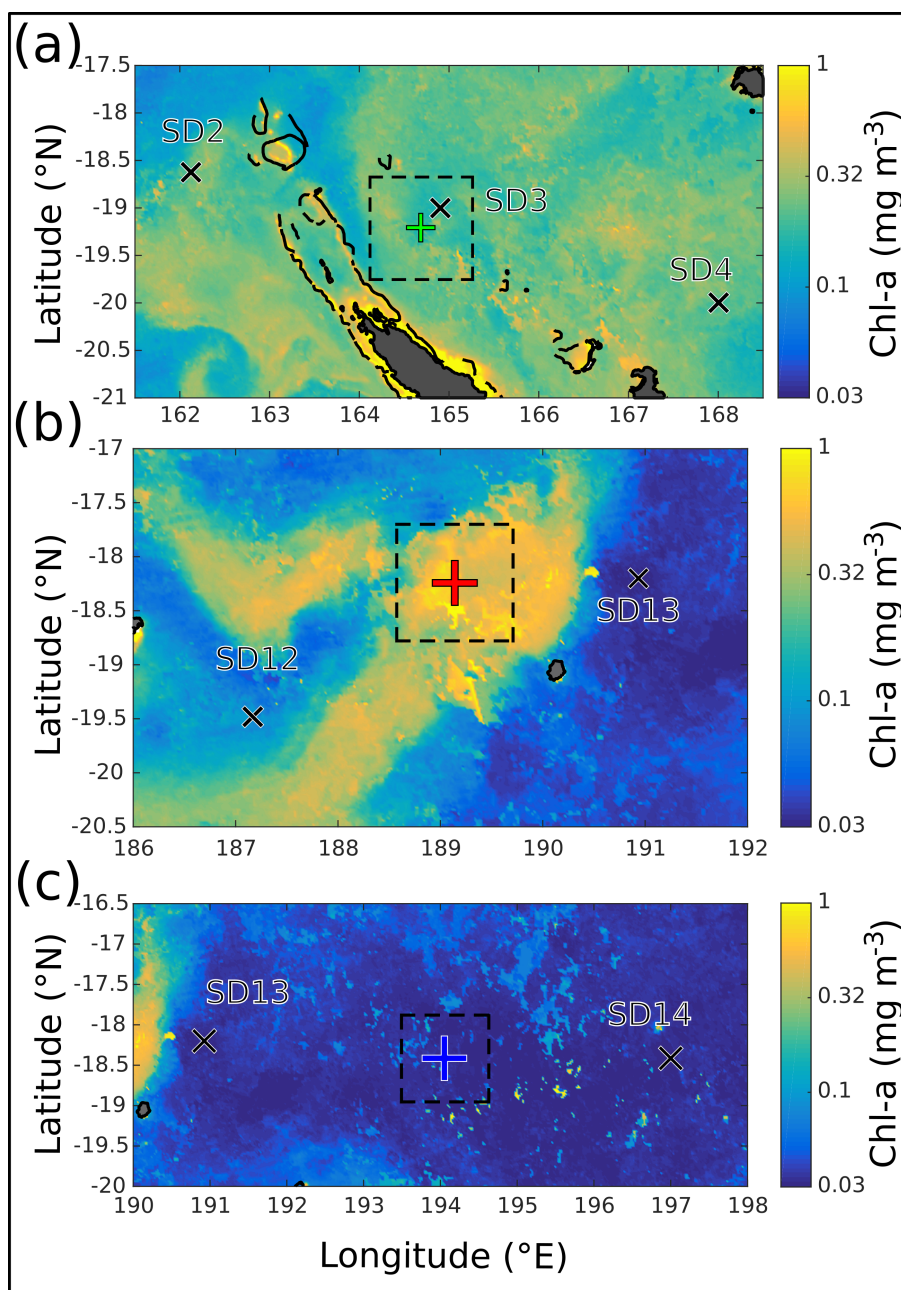 (a)
-17.5
-18
-18.5
-19
-19.5
-20
-20.5
-21
Latitude (°N)
SD2
SD3
SD4
162 163 164 165 166 167 168
1
0.32
0.1
0.03
Chl-a (mg m-3)
(b)
-17
-17.5
-18
-18.5
-19
-19.5
-20
-20.5
Latitude (°N)
SD12
SD13
186 187 188 189 190 191 192
1
0.32
0.1
0.03
Chl-a (mg m-3)
(c)
-16.5
-17
-17.5
-18
-18.5
-19
-19.5
-20
Latitude (°N)
SD13
SD14
190 191 192 193 194 195 196 197 198
1
0.32
0.1
0.03
Chl-a (mg m-3)
Longitude (°E)